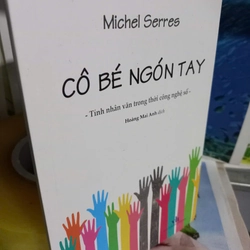 Michel Serres
CÔ BÉ NGÓN TAY
- Tinh nhân văn trong thời công nghệ số -
Hoàng Mai Anh dịch